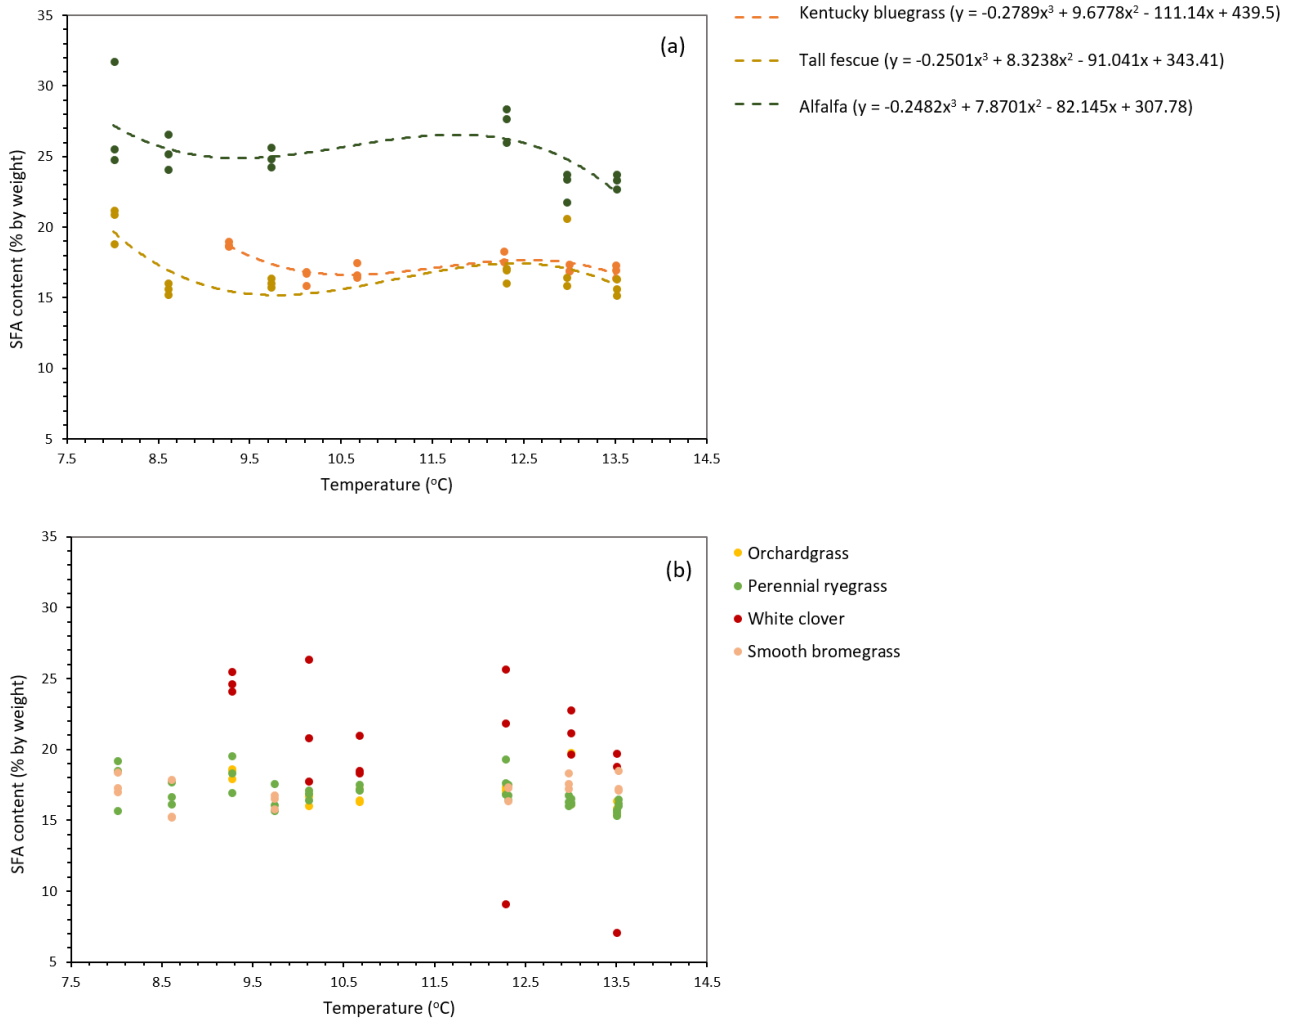 Kentucky bluegrass (y = -0.2789x³ + 9.6778x² - 111.14x + 439.5)
Tall fescue (y = -0.2501x³ + 8.3238x² - 91.041x + 343.41)
Alfalfa (y = -0.2482x³ + 7.8701x² - 82.145x + 307.78)
(a)
SFA content (% by weight)
35
30
25
20
15
10
5
7.5 8.5 9.5 10.5 11.5 12.5 13.5 14.5
Temperature (°C)
(b)
Orchardgrass
Perennial ryegrass
White clover
Smooth bromegrass
SFA content (% by weight)
35
30
25
20
15
10
5
7.5 8.5 9.5 10.5 11.5 12.5 13.5 14.5
Temperature (°C)